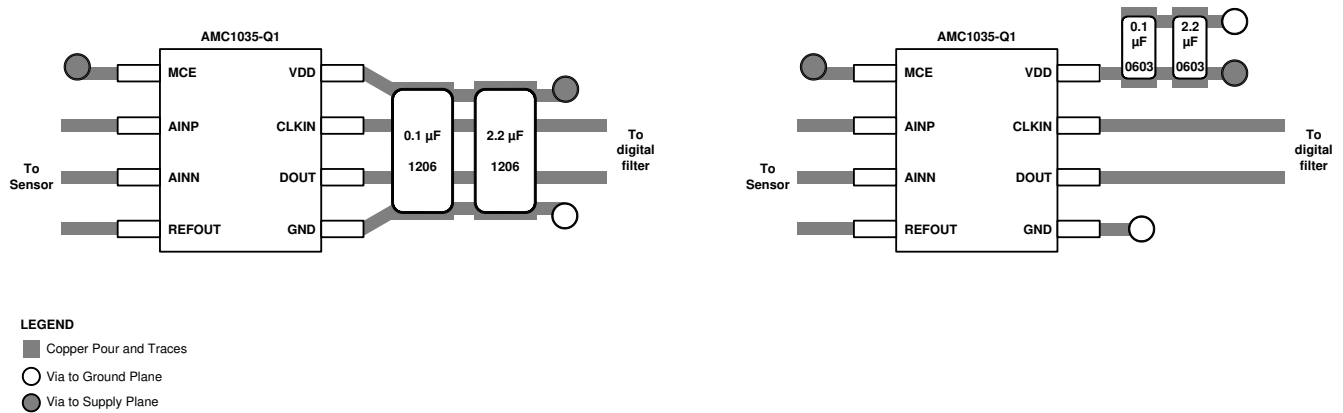 AMC1035-Q1
MCE
VDD
AINP
CLKIN
AINN
DOUT
REFOUT
GND
To
Sensor
0.1 µF
1206
2.2 µF
1206
To
digital
filter
AMC1035-Q1
MCE
VDD
AINP
CLKIN
AINN
DOUT
REFOUT
GND
To
Sensor
0.1
µF
0603
2.2
µF
0603
To
digital
filter
LEGEND
Copper Pour and Traces
Via to Ground Plane
Via to Supply Plane